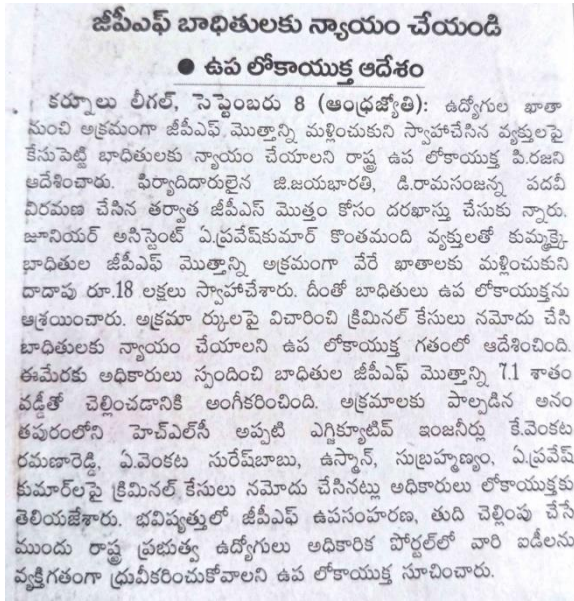 జీపీఎఫ్ బాధితులకు న్యాయం చేయండి
● ఉప లోకాయుక్త ఆదేశం
కర్నూలు లీగల్, సెప్టెంబరు 8 (ఆంధ్రజ్యోతి): ఉద్యోగుల ఖాతా
నుంచి అక్రమంగా జీపీఎఫ్ మొత్తాన్ని మళ్లించుకుని స్వాహాచేసిన వ్యక్తులపై
కేసుపెట్టి బాధితులకు న్యాయం చేయాలని రాష్ట్ర ఉప లోకాయుక్త పి.రజని
ఆదేశించారు. ఫిర్యాదిదారులైన జి.జయభారతి, డి.రామసంజన్న పదవీ
విరమణ చేసిన తర్వాత జీపీఎస్ మొత్తం కోసం దరఖాస్తు చేసుకు న్నారు.
జూనియర్ అసిస్టెంట్ ఏ.ప్రవేష్‌కుమార్ కొంతమంది వ్యక్తులతో కుమ్మక్కై
బాధితుల జీపీఎఫ్ మొత్తాన్ని అక్రమంగా వేరే ఖాతాలకు మళ్లించుకుని
దాదాపు రూ.18 లక్షలు స్వాహాచేశారు. దీంతో బాధితులు ఉప లోకాయుక్తను
ఆశ్రయించారు. అక్రమా ర్కులపై విచారించి క్రిమినల్ కేసులు నమోదు చేసి
బాధితులకు న్యాయం చేయాలని ఉప లోకాయుక్త గతంలో ఆదేశించింది.
ఈమేరకు అధికారులు స్పందించి బాధితుల జీపీఎఫ్ మొత్తాన్ని 7.1 శాతం
వడ్డీతో చెల్లించడానికి అంగీకరించింది. అక్రమాలకు పాల్పడిన అనం
తపురంలోని హెచ్ఎల్‌సీ అప్పటి ఎగ్జిక్యూటివ్ ఇంజనీర్లు కే.వెంకట
రమణారెడ్డి, ఏ.వెంకట సురేష్‌బాబు, ఉస్మాన్, సుబ్రహ్మణ్యం, ఏ.ప్రవేష్
కుమార్‌లపై క్రిమినల్ కేసులు నమోదు చేసినట్లు అధికారులు లోకాయుక్తకు
తెలియజేశారు. భవిష్యత్తులో జీపీఎఫ్ ఉపసంహరణ, తుది చెల్లింపు చేసే
ముందు రాష్ట్ర ప్రభుత్వ ఉద్యోగులు అధికారిక పోర్టల్‌లో వారి ఐడీలను
వ్యక్తిగతంగా ధ్రువీకరించుకోవాలని ఉప లోకాయుక్త సూచించారు.